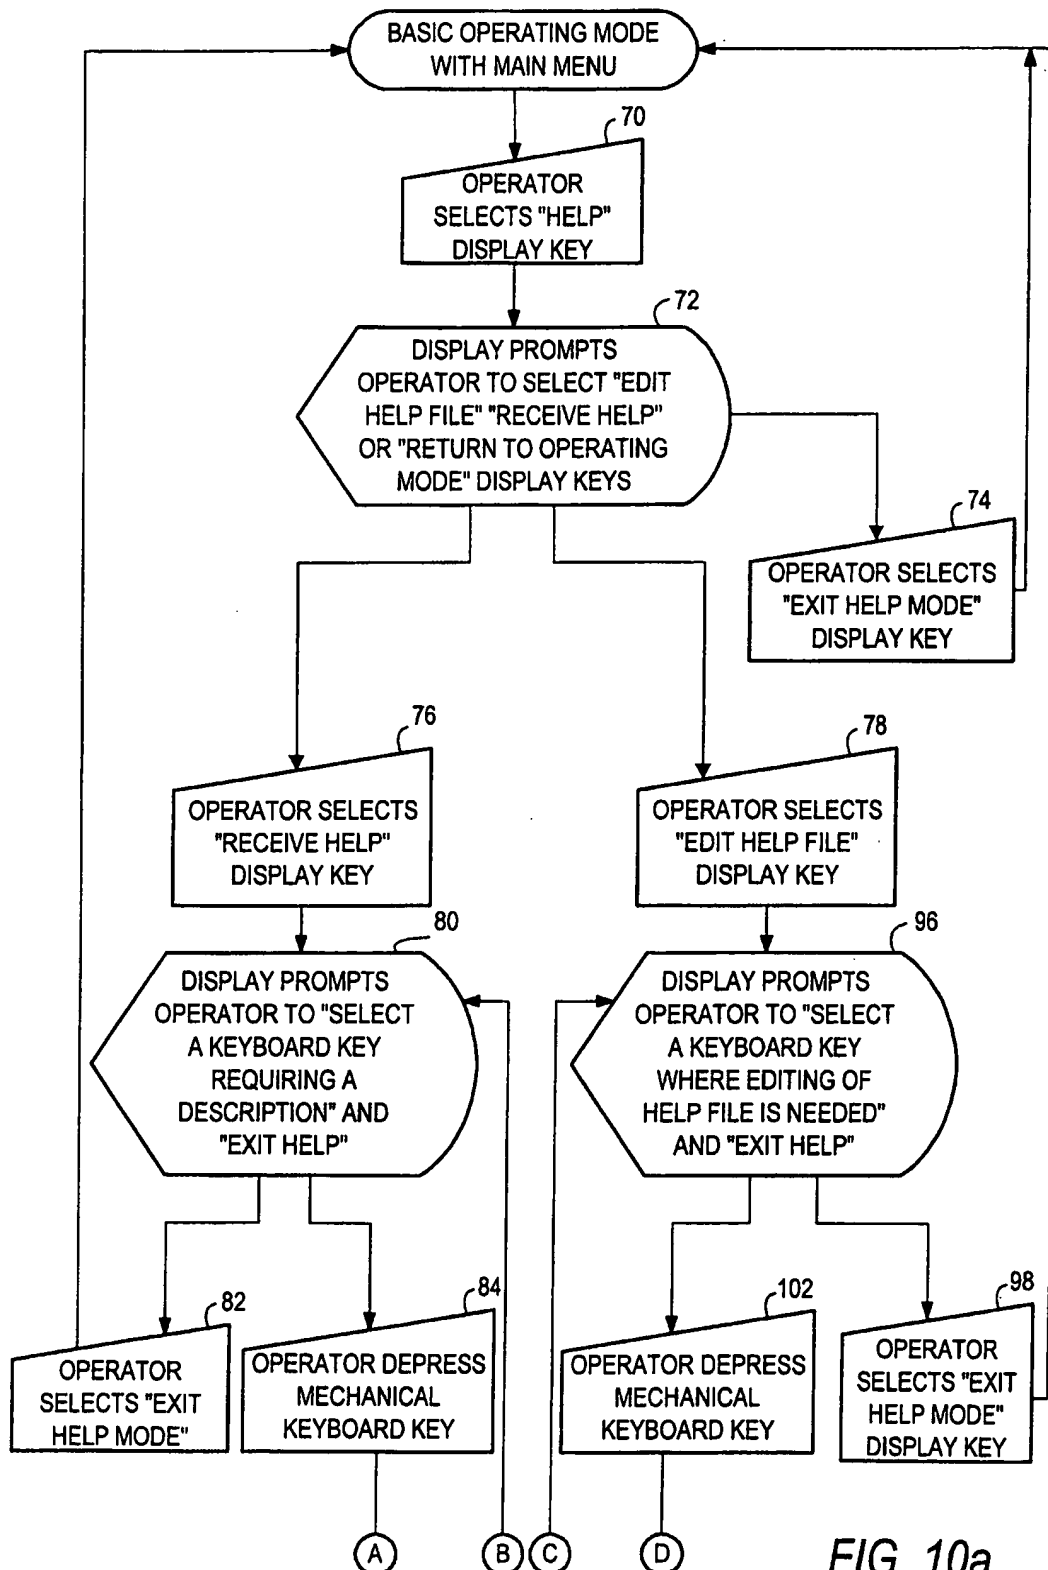 BASIC OPERATING MODE
WITH MAIN MENU
70
OPERATOR
SELECTS "HELP"
DISPLAY KEY
72
DISPLAY PROMPTS
OPERATOR TO SELECT "EDIT
HELP FILE" "RECEIVE HELP"
OR "RETURN TO OPERATING
MODE" DISPLAY KEYS
74
OPERATOR SELECTS
"EXIT HELP MODE"
DISPLAY KEY
76
OPERATOR SELECTS
"RECEIVE HELP"
DISPLAY KEY
78
OPERATOR SELECTS
"EDIT HELP FILE"
DISPLAY KEY
80
DISPLAY PROMPTS
OPERATOR TO "SELECT
A KEYBOARD KEY
REQUIRING A
DESCRIPTION" AND
"EXIT HELP"
96
DISPLAY PROMPTS
OPERATOR TO "SELECT
A KEYBOARD KEY
WHERE EDITING OF
HELP FILE IS NEEDED"
AND "EXIT HELP"
82
OPERATOR
SELECTS "EXIT
HELP MODE"
84
OPERATOR DEPRESS
MECHANICAL
KEYBOARD KEY
102
OPERATOR DEPRESS
MECHANICAL
KEYBOARD KEY
98
OPERATOR
SELECTS "EXIT
HELP MODE"
DISPLAY KEY
A
B
C
D
FIG. 10a